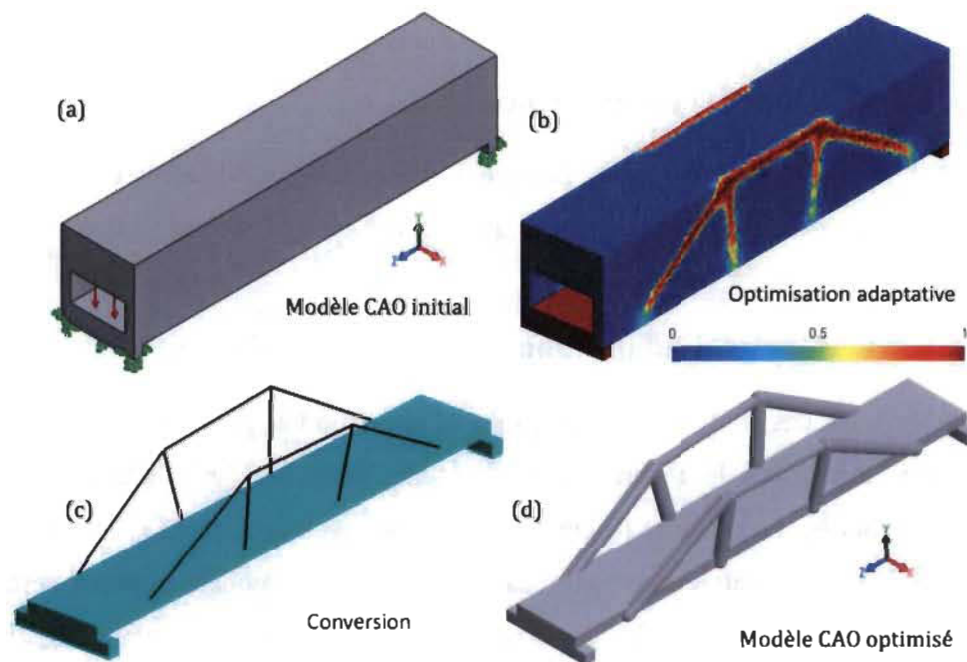 (a)
Y
Z
X
Modèle CAO initial
(b)
Optimisation adaptative
0
0.5
1
(c)
Conversion
(d)
Y
Z
X
Modèle CAO optimisé